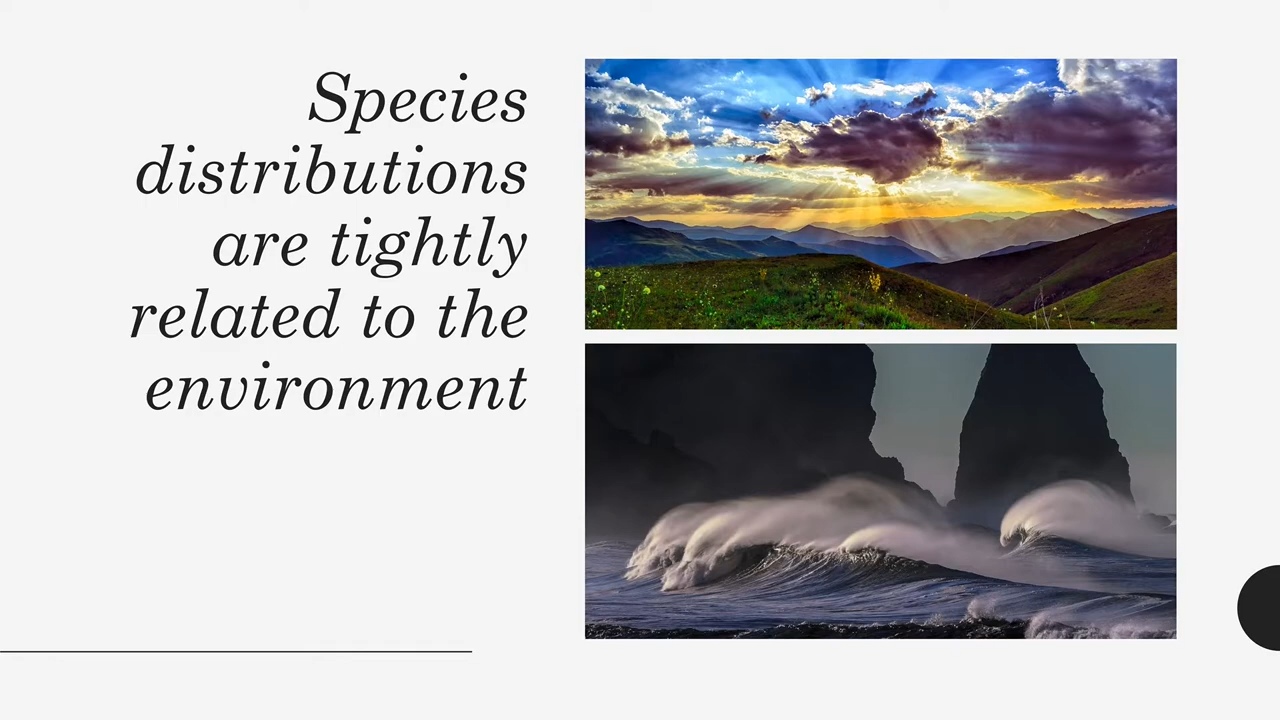 Species
distributions
are tightly
related to the
environment